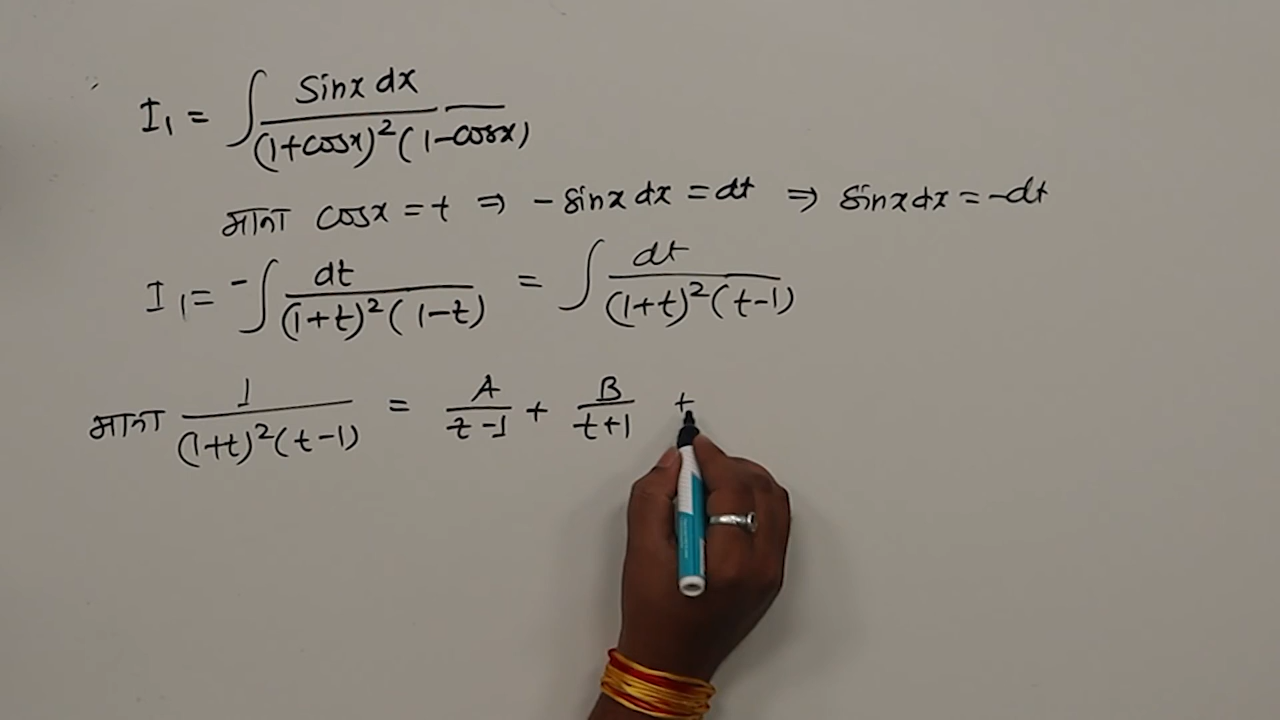 I₁ = ∫ Sinx dx / (1+cosx)² (1-cosx)
माना cosx = t ⇒ - sinx dx = dt ⇒ sinx dx = -dt
I₁ = -∫ dt / (1+t)² (1-t) = ∫ dt / (1+t)² (t-1)
माना 1 / (1+t)² (t-1) = A / t-1 + B / t+1 +